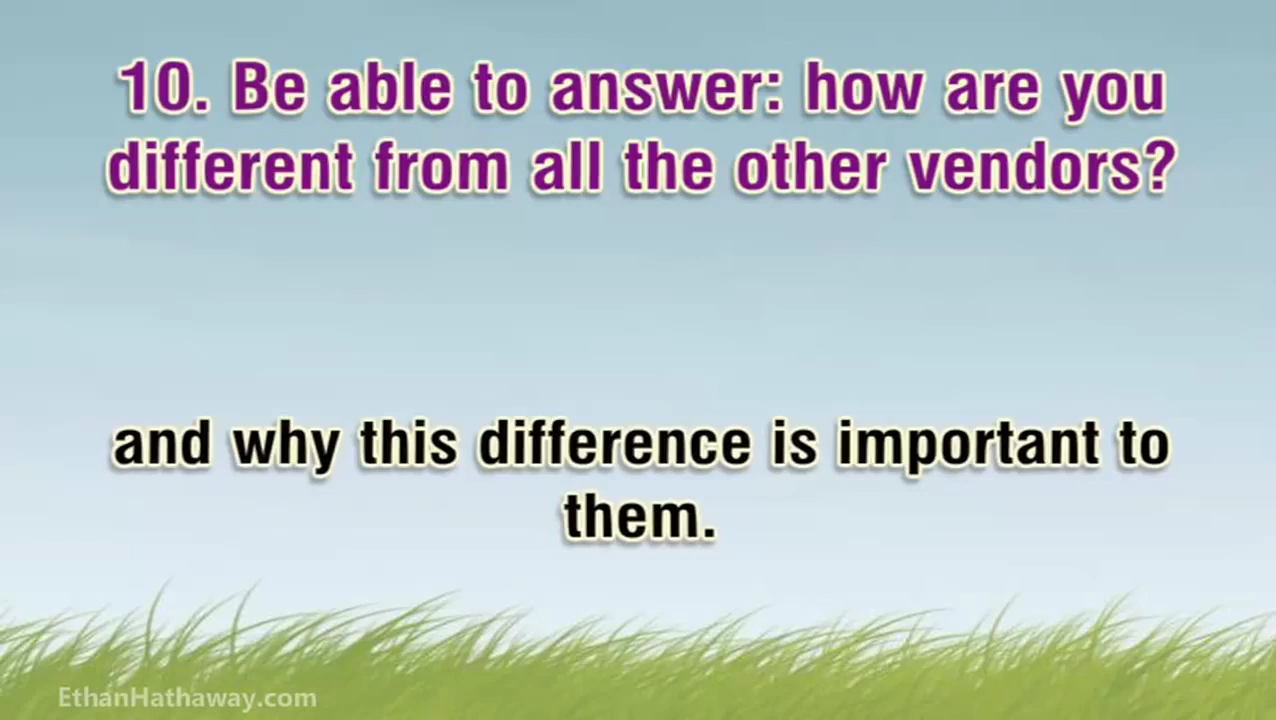 10. Be able to answer: how are you
different from all the other vendors?
and why this difference is important to
them.
EthanHathaway.com